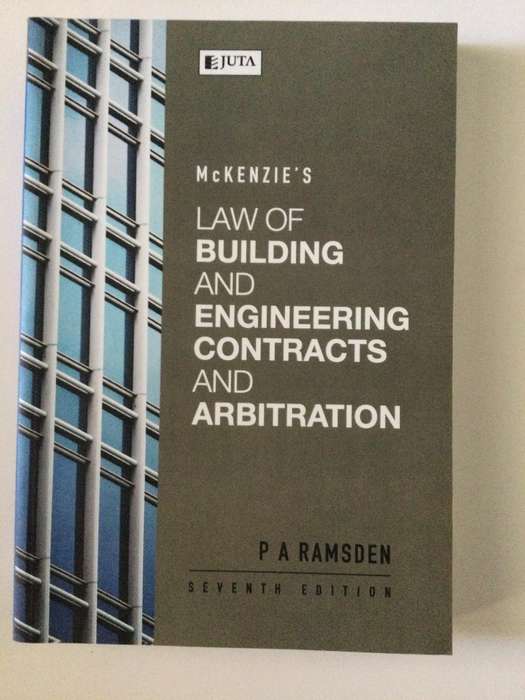 JUTA
McKENZIE'S
LAW OF
BUILDING
AND
ENGINEERING
CONTRACTS
AND
ARBITRATION
P A RAMSDEN
SEVENTH EDITION